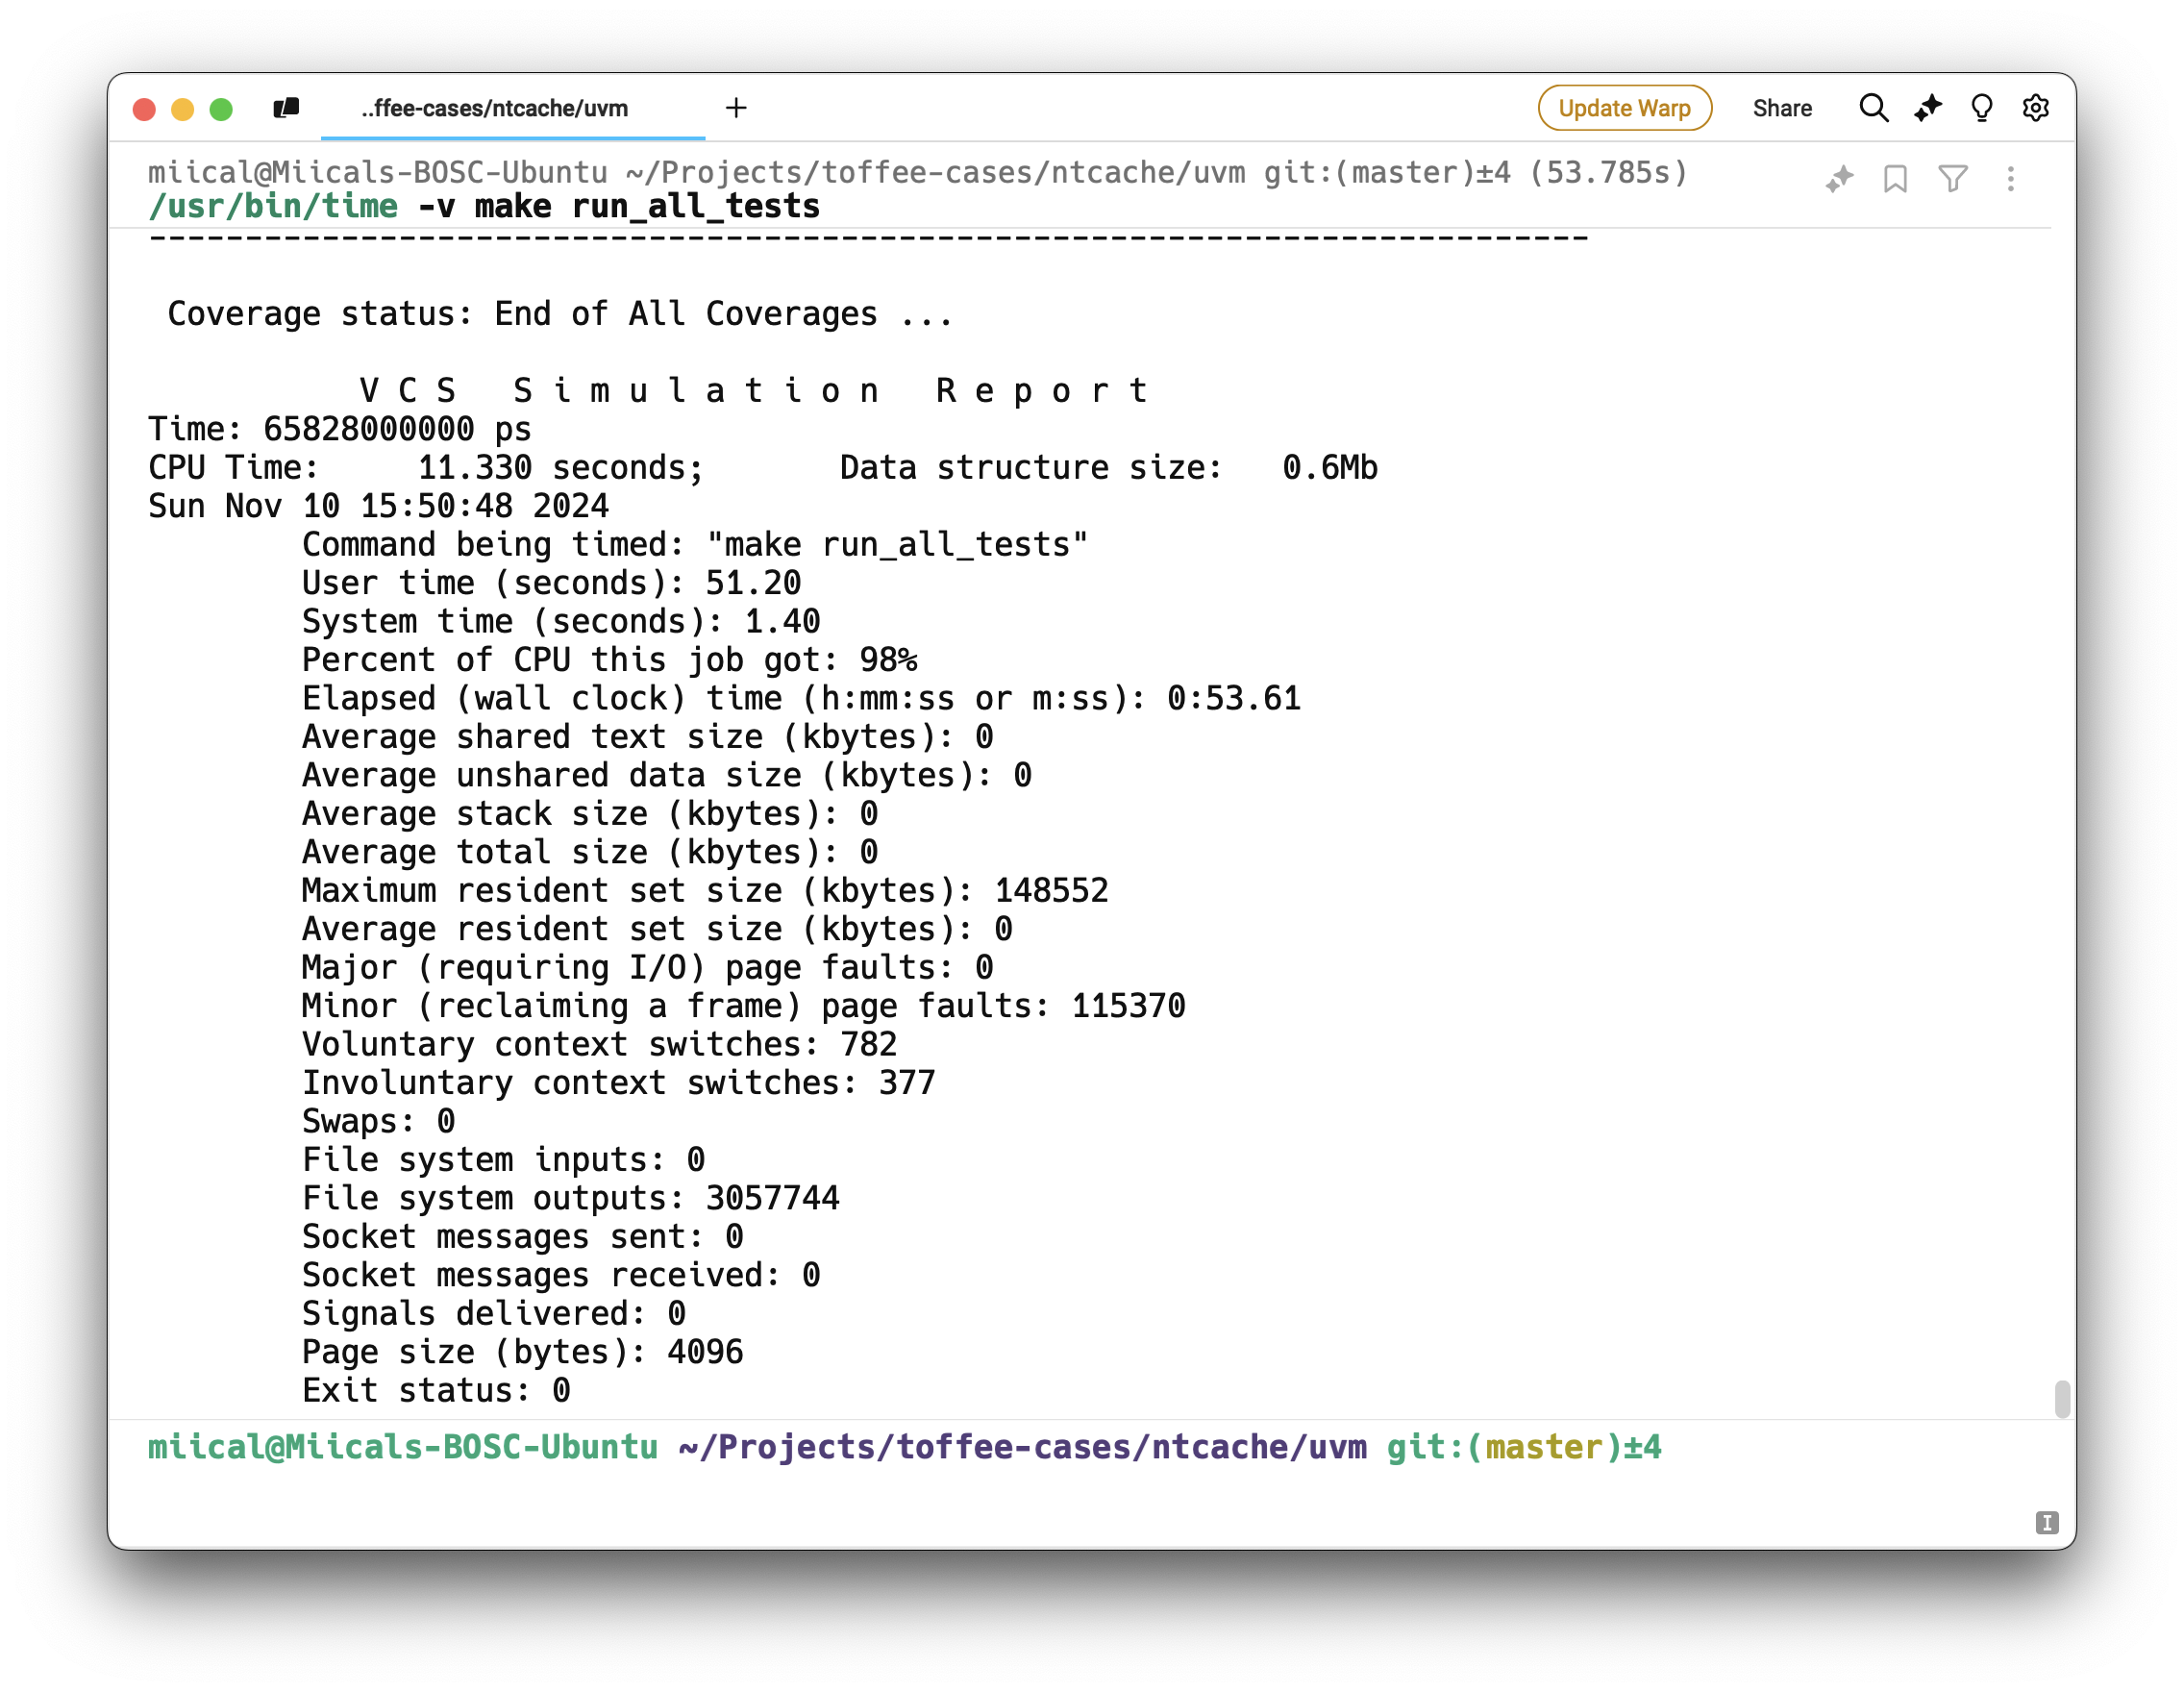 ..ffee-cases/ntcache/uvm
Update Warp
Share
miical@Miicals-BOSC-Ubuntu ~/Projects/toffee-cases/ntcache/uvm git:(master)±4 (53.785s)
/usr/bin/time -v make run_all_tests
---------------------------------------------------------------------------
Coverage status: End of All Coverages ...
V C S   S i m u l a t i o n   R e p o r t
Time: 65828000000 ps
CPU Time:     11.330 seconds;       Data structure size:   0.6Mb
Sun Nov 10 15:50:48 2024
Command being timed: "make run_all_tests"
User time (seconds): 51.20
System time (seconds): 1.40
Percent of CPU this job got: 98%
Elapsed (wall clock) time (h:mm:ss or m:ss): 0:53.61
Average shared text size (kbytes): 0
Average unshared data size (kbytes): 0
Average stack size (kbytes): 0
Average total size (kbytes): 0
Maximum resident set size (kbytes): 148552
Average resident set size (kbytes): 0
Major (requiring I/O) page faults: 0
Minor (reclaiming a frame) page faults: 115370
Voluntary context switches: 782
Involuntary context switches: 377
Swaps: 0
File system inputs: 0
File system outputs: 3057744
Socket messages sent: 0
Socket messages received: 0
Signals delivered: 0
Page size (bytes): 4096
Exit status: 0
miical@Miicals-BOSC-Ubuntu ~/Projects/toffee-cases/ntcache/uvm git:(master)±4
I